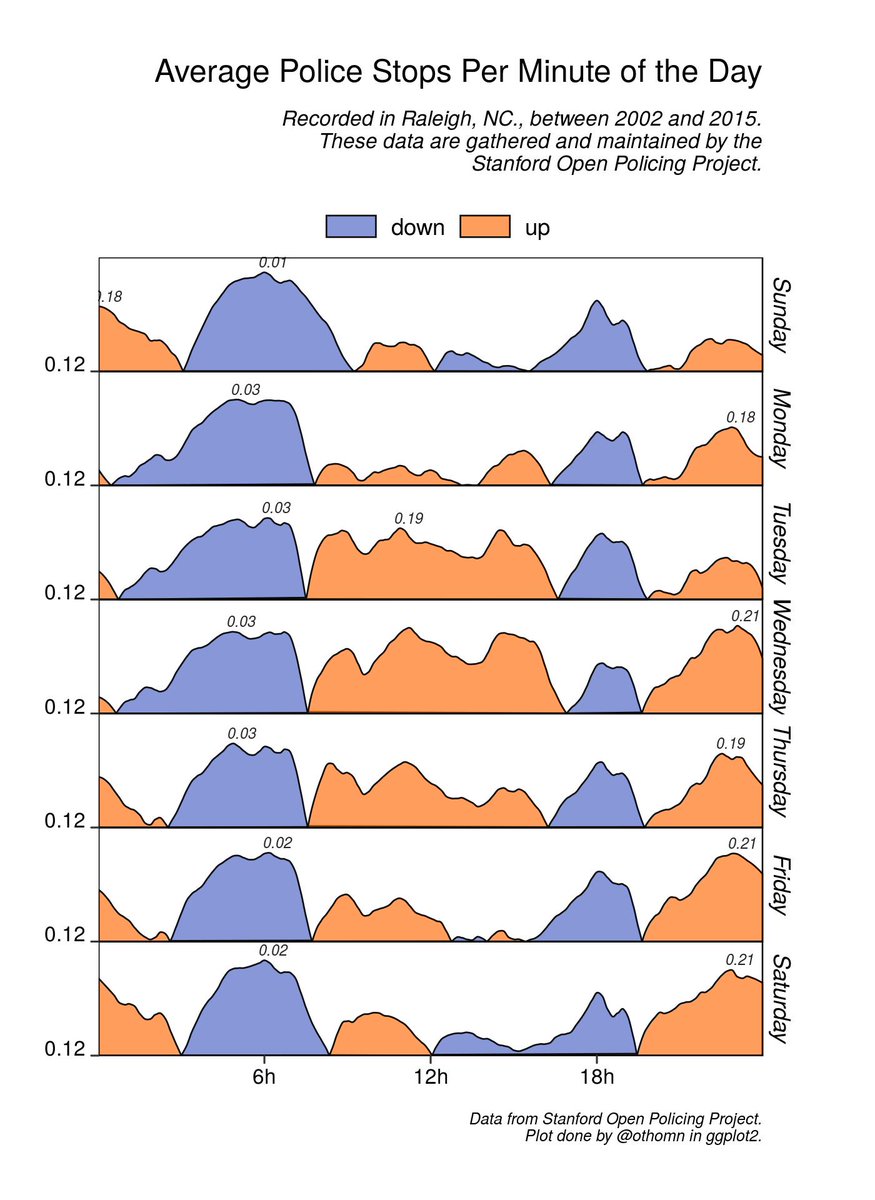 Average Police Stops Per Minute of the Day
Recorded in Raleigh, NC., between 2002 and 2015.
These data are gathered and maintained by the
Stanford Open Policing Project.
down up
0.01
.18
Sunday
0.12
0.03
0.18
Monday
0.12
0.03
0.19
Tuesday
0.12
0.03
0.21
Wednesday
0.12
0.03
0.19
Thursday
0.12
0.02
0.21
Friday
0.12
0.02
0.21
Saturday
0.12
6h 12h 18h
Data from Stanford Open Policing Project.
Plot done by @othomn in ggplot2.